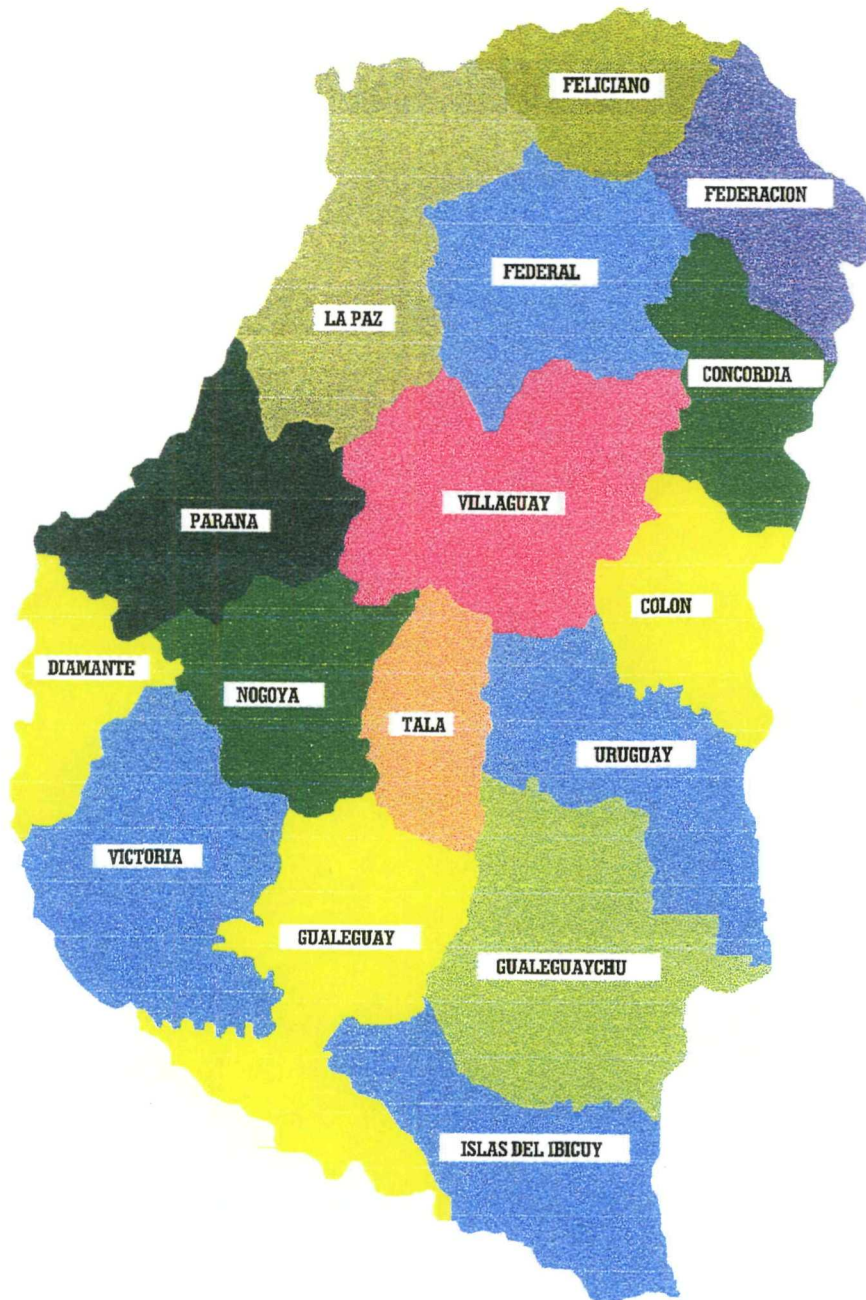 FELICIANO
FEDERACION
FEDERAL
LA PAZ
CONCORDIA
VILLAGUAY
PARANA
COLON
DIAMANTE
NOGOYA
TALA
URUGUAY
VICTORIA
GUALEGUAY
GUALEGUAYCHU
ISLAS DEL IBICUY